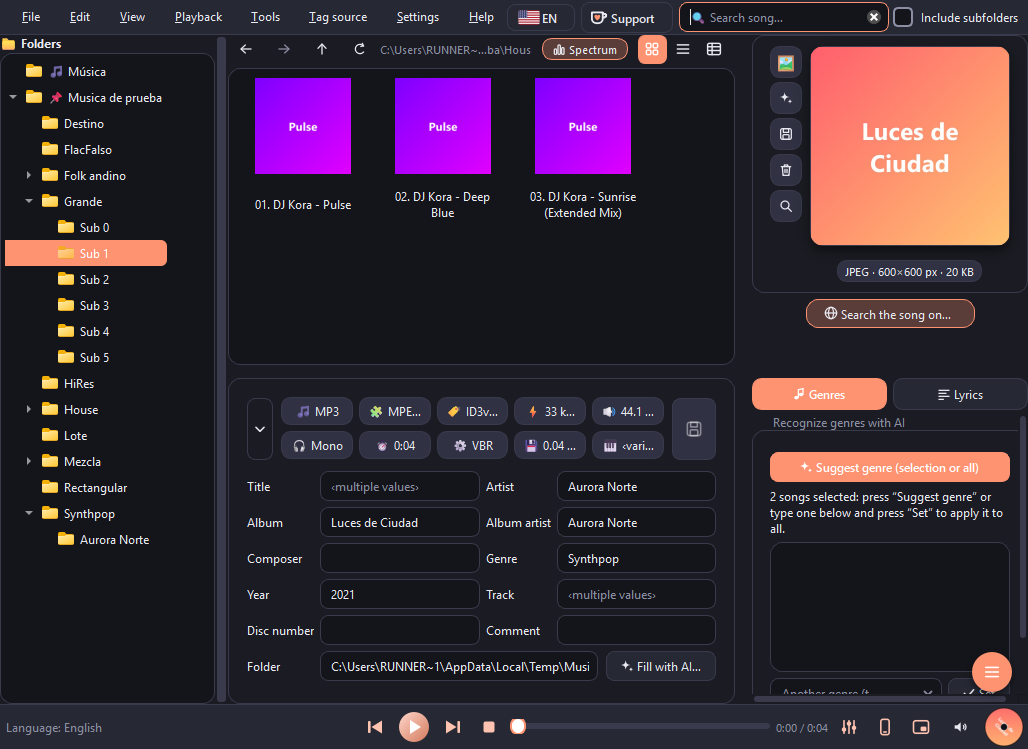 File Edit View Playback Tools Tag source Settings Help EN Support Search song... Include subfolders
Folders
Música
Musica de prueba
Destino
FlacFalso
Folk andino
Grande
Sub 0
Sub 1
Sub 2
Sub 3
Sub 4
Sub 5
HiRes
House
Lote
Mezcla
Rectangular
Synthpop
Aurora Norte
C:\Users\RUNNER~...ba\Hous Spectrum
Pulse
01. DJ Kora - Pulse
Pulse
02. DJ Kora - Deep
Blue
Pulse
03. DJ Kora - Sunrise
(Extended Mix)
Luces de
Ciudad
JPEG · 600×600 px · 20 KB
Search the song on...
MP3 MPE... ID3v... 33 k... 44.1 ...
Mono 0:04 VBR 0.04 ... ‹vari...
Title ‹multiple values› Artist Aurora Norte
Album Luces de Ciudad Album artist Aurora Norte
Composer Genre Synthpop
Year 2021 Track ‹multiple values›
Disc number Comment
Folder C:\Users\RUNNER~1\AppData\Local\Temp\Musi Fill with AI...
Genres Lyrics
Recognize genres with AI
Suggest genre (selection or all)
2 songs selected: press “Suggest genre” or
type one below and press “Set” to apply it to
all.
Another genre (t
Language: English
0:00 / 0:04